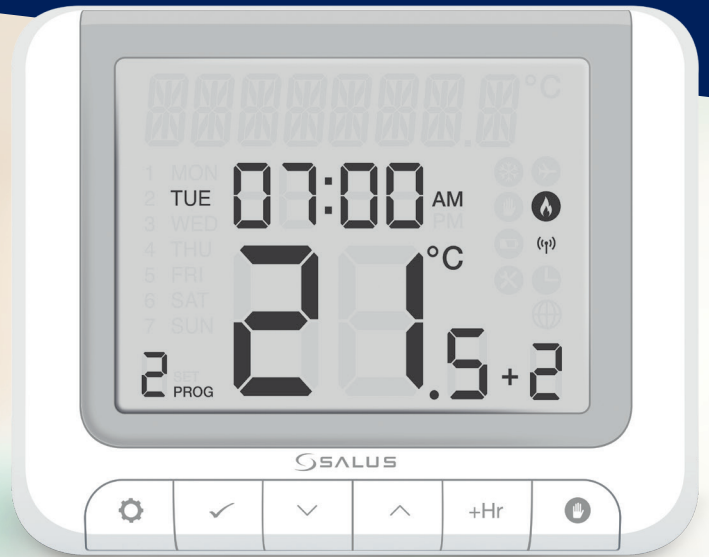 °C
1 MON
2 TUE 07:00 AM
3 WED PM
4 THU °C
5 FRI
6 SAT
7 SUN
2 SET PROG 21.5 +2
SALUS
+Hr